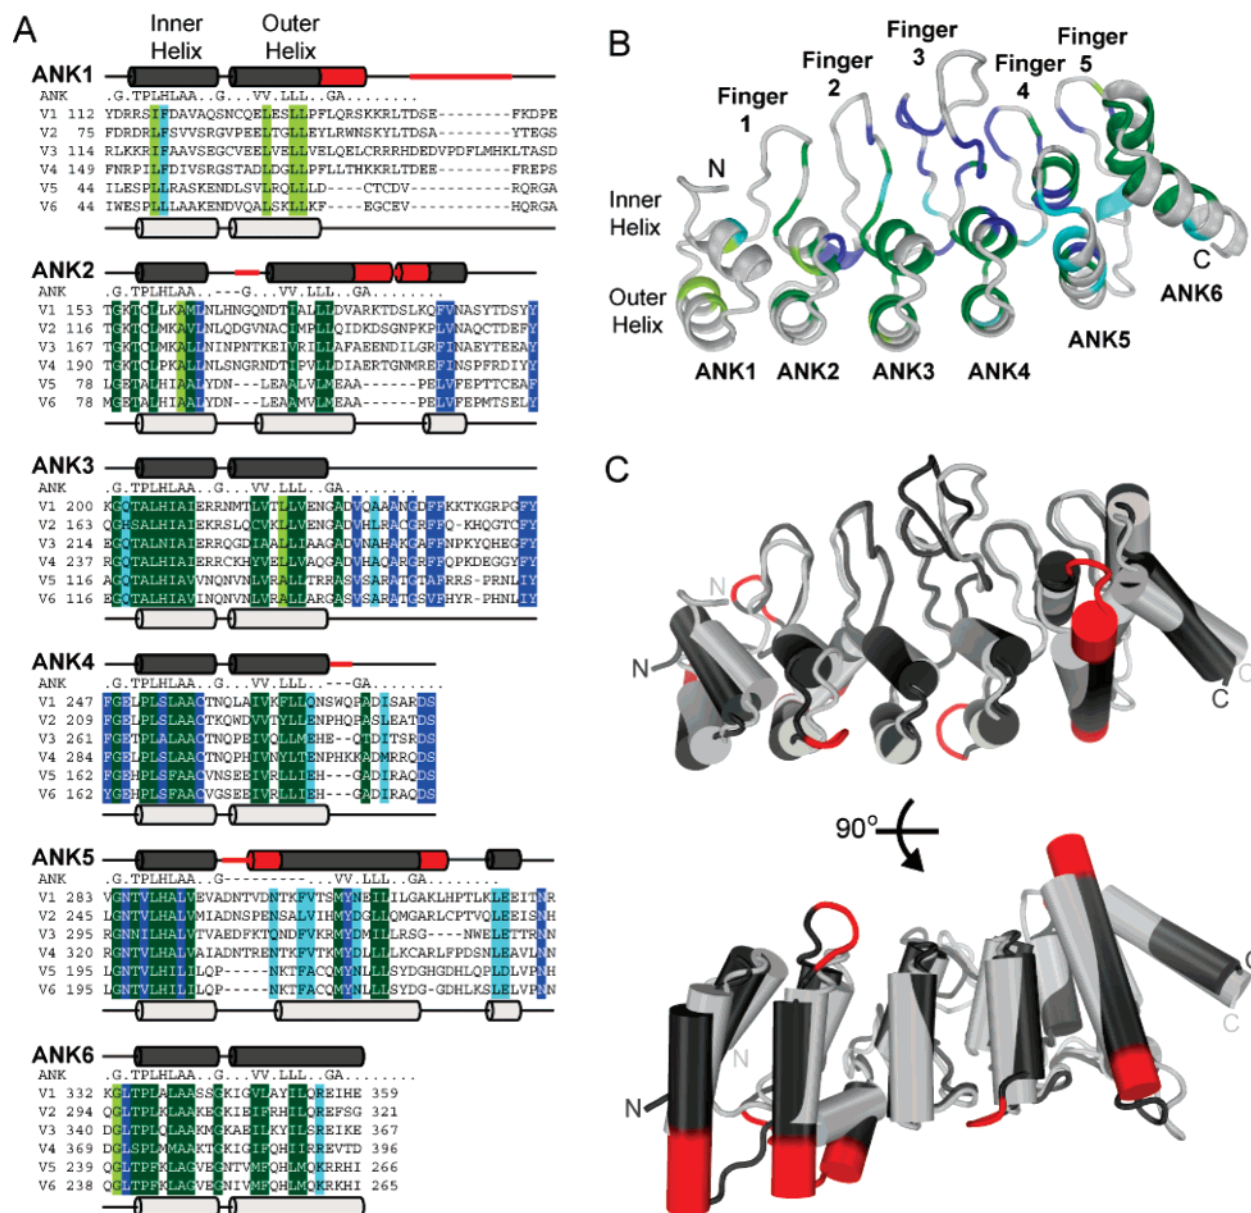 A
Inner
Helix
Outer
Helix
ANK1
ANK .G.TPLHLAA..G...VV.LLL..GA........
V1 112 YDRRSIFDAVAQSNCQELESLLPFLQRSKKRLTDSE--------FKDPE
V2 75 FDRDRLFSVVSRGVPEELTGLLEYLRWNSKYLTDSA--------YTEGS
V3 114 RLKKRIFAAVSEGCVEELVELLVELQELCRRRHDEDVPDFLMHKLTASD
V4 149 FNRPILFDIVSRGSTADLDGLLPFLLTHKKRLTDEE--------FREPS
V5 44 ILESPLLRASKENDLSVLRQLLLD----CTCDV--------RQRGA
V6 44 IWESPLLLAAKENDVQALSKLLKF----EGCEV--------HQRGA
ANK2
ANK .G.TPLHLAA..---G...VV.LLL..GA.........
V1 153 TGKTCLLKAMLNLHNGQNDTIALLLDVARKTDSLKQFVNASYTDSYY
V2 116 TGKTCLMKAVLNLQDGVNACIMPLLQIDKDSGNPKPLVNAQCTDEFY
V3 167 TGKTCLMKALLNINPNTKEIVRILLAFAEENDILGRFINAEYTEEAY
V4 190 TGKTCLPKALLNLSNGRNDTIPVLLDIAERTGNMREFINSPFRDIYY
V5 78 LGETALHIAALYDN---LEAALVLMEAA------PELVFEPTTCEAF
V6 78 MGETALHIAALYDN---LEAAMVLMEAA------PELVFEPMTSELY
ANK3
ANK .G.TPLHLAA..G...VV.LLL..GA....................
V1 200 KGQTALHIAIERRNMTLVTLLVENGADVQAAANGDFFKKTKGRPGFY
V2 163 QGHSALHIAIEKRSLQCVKLLVENGADVHLRACGRFFQ-KHQGTCFY
V3 214 EGQTALNIAIERRQGDIAALLIAAGADVNAHAKGAFFNPKYQHEGFY
V4 237 RGQTALHIAIERRCKHYVELLVAQGADVHAQARGRFFQPKDEGGYFY
V5 116 AGQTALHIAVVNQNVNLVRALLTRRASVSARATGTAFRRS-PRNLIY
V6 116 EGQTALHIAVINQNVNLVRALLARGASVSARATGSVFHYR-PHNLIY
ANK4
ANK .G.TPLHLAA..G...VV.LLL..---GA........
V1 247 FGELPLSLAACTNQLAIVKFLLQNSWQPADISARDS
V2 209 FGELPLSLAACTKQWDVVTYLLENPHQPASLEATDS
V3 261 FGETPLALAACTNQPEIVQLLMEHE--QTDITSRDS
V4 284 FGELPLSLAACTNQPHIVNYLTENPHKKADMRRQDS
V5 162 FGEHPLSFAACVNSEEIVRLLIEH---GADIRAQDS
V6 162 YGEHPLSFAACVGSEEIVRLLIEH---GADIRAQDS
ANK5
ANK .G.TPLHLAA..G---------...VV.LLL..GA.........
V1 283 VGNTVLHALVEVADNTVDNTKFVTSMYNEILILGAKLHPTLKLEEITNR
V2 245 LGNTVLHALVMIADNSPENSALVIHMYDGLLQMGARLCPTVQLEEISNH
V3 295 RGNNILHALVTVAEDFKTQNDFVKRMYDMILLRSG---NWELETTRNN
V4 320 RGNTVLHALVAIADNTRENTKFVTKMYDLLLLKCARLFPDSNLEAVLNN
V5 195 LGNTVLHILILQP-----NKTFACQMYNLLLSYDGHGDHLQPLDLVPNH
V6 195 LGNTVLHILILQP-----NKTFACQMYNLLLSYDG-GDHLKSLELVPNN
ANK6
ANK .G.TPLHLAA..G...VV.LLL..GA........
V1 332 KGLTPLALAASSGKIGVLAYILQREIHE 359
V2 294 QGLTPLKLAAKEGKIEIFRHILQREFSG 321
V3 340 DGLTPLQLAAKMGKAEILKYILSREIKE 367
V4 369 DGLSPLMMAAKTGKIGIFQHIIRREVTD 396
V5 239 QGLTPFKLAGVEGNTVMFQHLMQKRRHI 266
V6 238 QGLTPFKLAGVEGNIVMFQHLMQKRKHI 265
B
Finger
1
Finger
2
Finger
3
Finger
4
Finger
5
N
Inner
Helix
Outer
Helix
C
ANK1
ANK2
ANK3
ANK4
ANK5
ANK6
C
N
N
C
C
90°
N
N
C
C